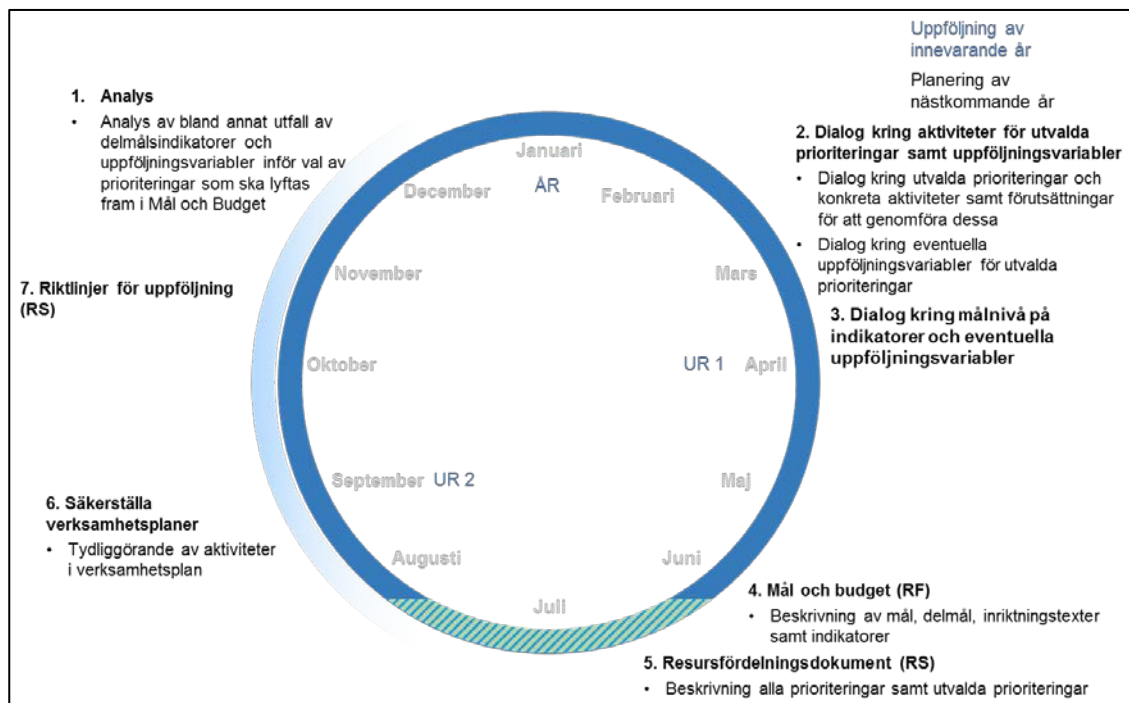 Uppföljning av
innevarande år
Planering av
nästkommande år
1. Analys
• Analys av bland annat utfall av
delmålsindikatorer och
uppföljningsvariabler inför val av
prioriteringar som ska lyftas
fram i Mål och Budget
2. Dialog kring aktiviteter för utvalda
prioriteringar samt uppföljningsvariabler
• Dialog kring utvalda prioriteringar och
konkreta aktiviteter samt förutsättningar
för att genomföra dessa
• Dialog kring eventuella
uppföljningsvariabler för utvalda
prioriteringar
3. Dialog kring målnivå på
indikatorer och eventuella
uppföljningsvariabler
4. Mål och budget (RF)
• Beskrivning av mål, delmål, inriktningstexter
samt indikatorer
5. Resursfördelningsdokument (RS)
• Beskrivning alla prioriteringar samt utvalda prioriteringar
6. Säkerställa
verksamhetsplaner
• Tydliggörande av aktiviteter
i verksamhetsplan
7. Riktlinjer för uppföljning
(RS)
Januari
ÅR
Februari
Mars
UR 1 April
Maj
Juni
Juli
Augusti
September UR 2
Oktober
November
December